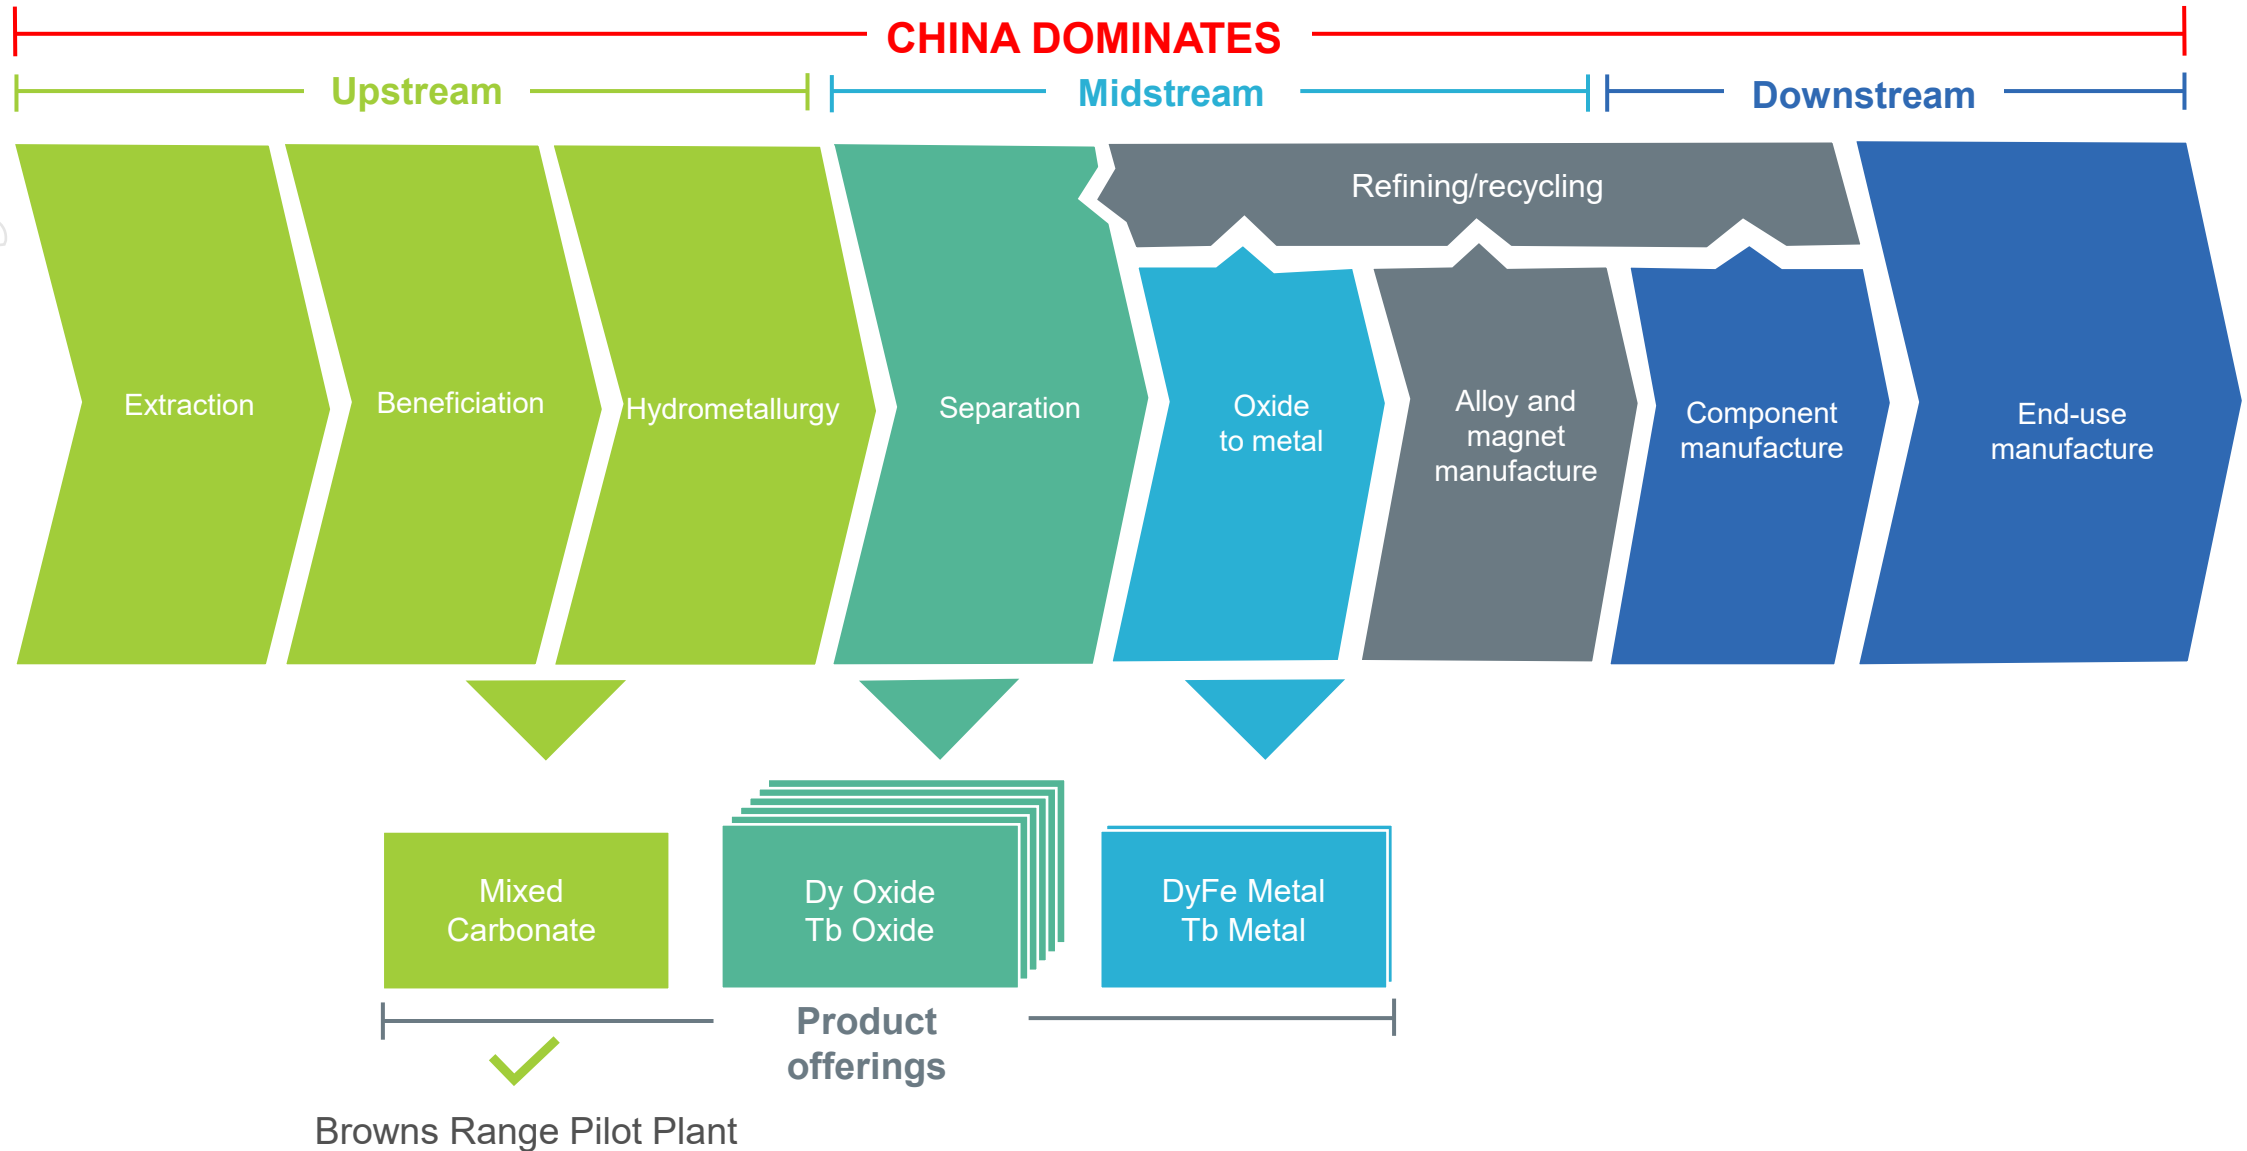 CHINA DOMINATES
Upstream
Midstream
Downstream
Refining/recycling
Extraction
Beneficiation
Hydrometallurgy
Separation
Oxide
to metal
Alloy and
magnet
manufacture
Component
manufacture
End-use
manufacture
Mixed
Carbonate
Dy Oxide
Tb Oxide
DyFe Metal
Tb Metal
Product
offerings
Browns Range Pilot Plant